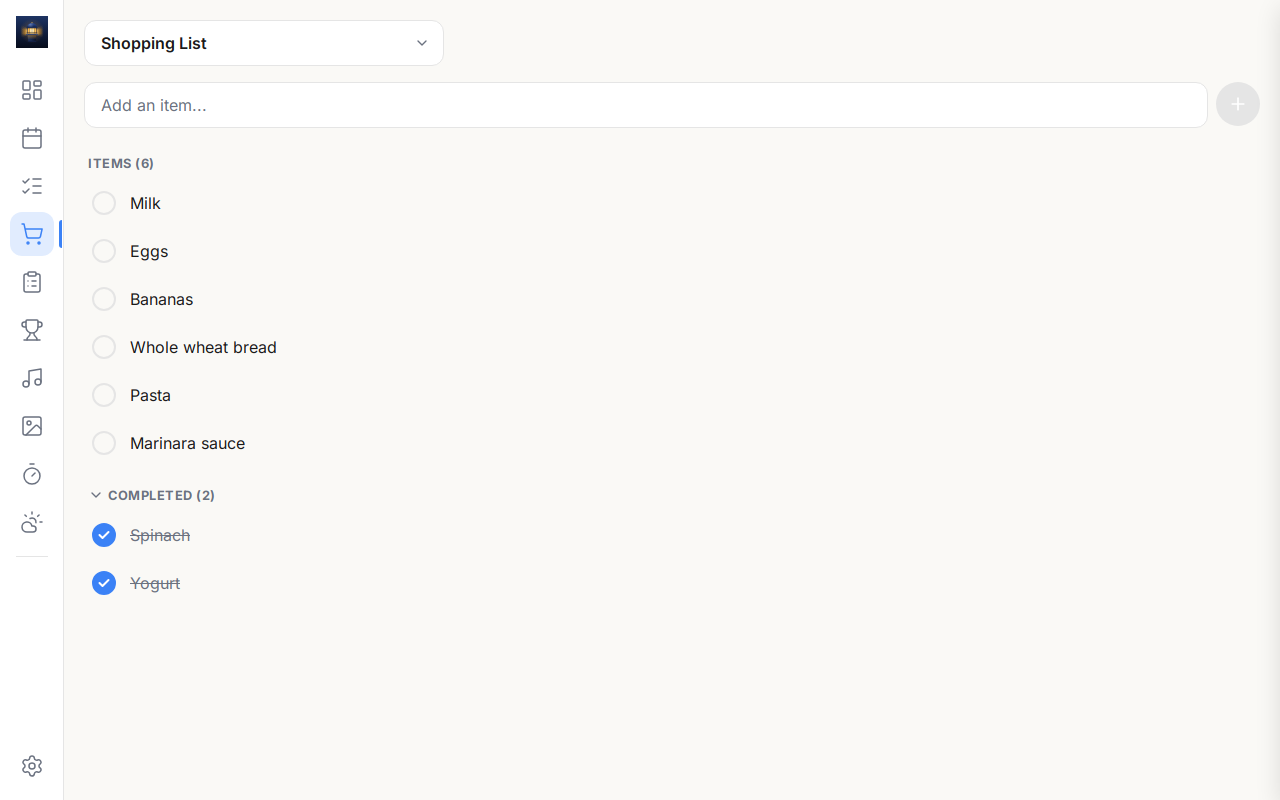 Shopping List
Add an item...
ITEMS (6)
Milk
Eggs
Bananas
Whole wheat bread
Pasta
Marinara sauce
COMPLETED (2)
Spinach
Yogurt